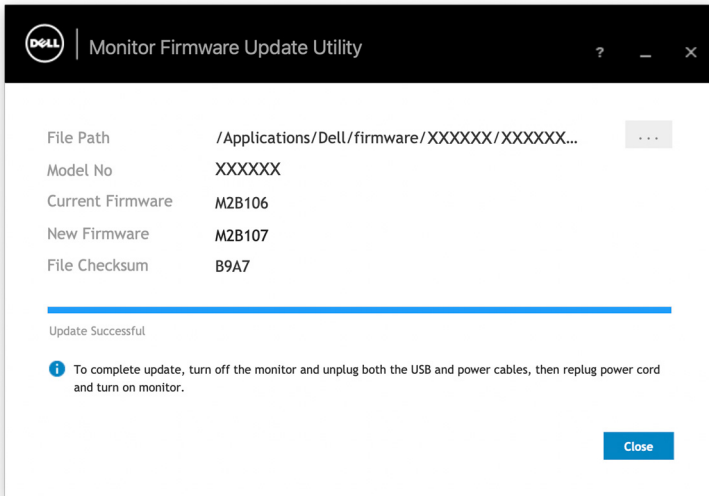 DELL Monitor Firmware Update Utility ? _ ×
File Path /Applications/Dell/firmware/XXXXXX/XXXXXX... ...
Model No XXXXXX
Current Firmware M2B106
New Firmware M2B107
File Checksum B9A7
Update Successful
i To complete update, turn off the monitor and unplug both the USB and power cables, then replug power cord
and turn on monitor.
Close